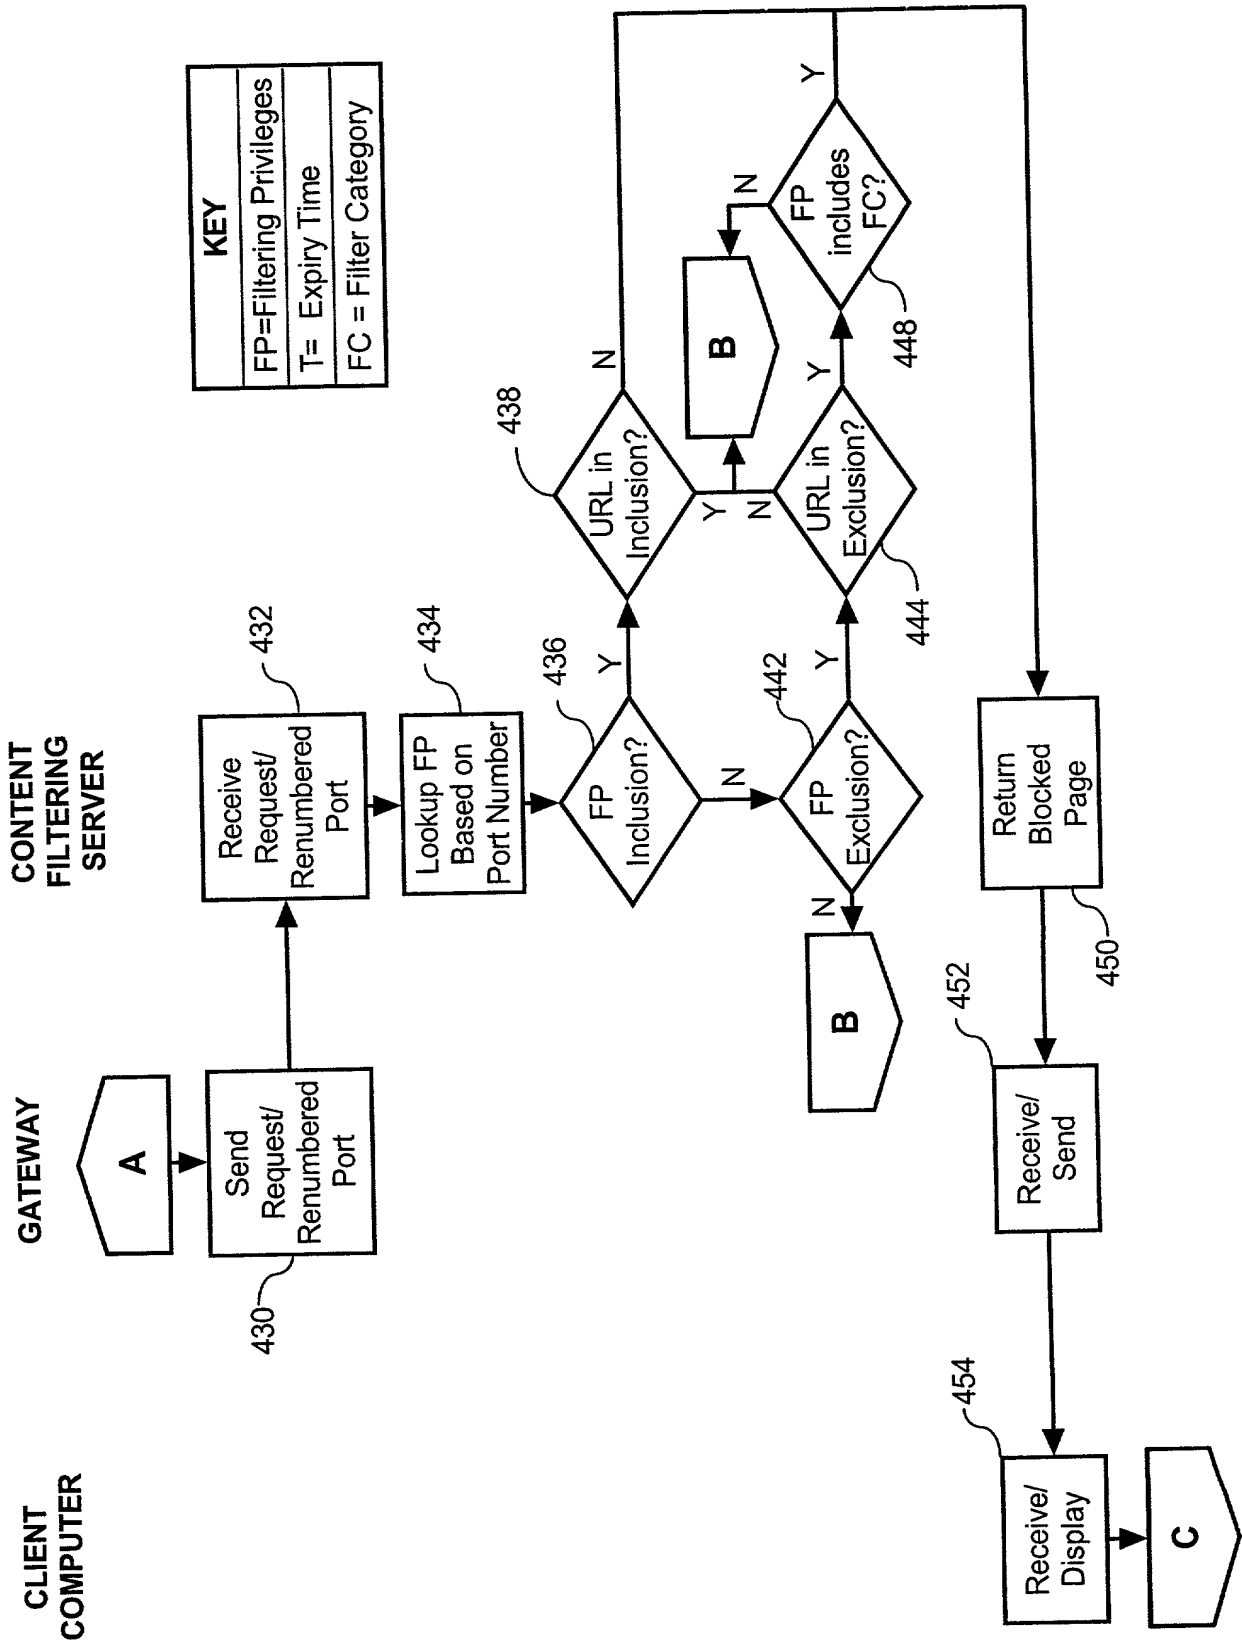 CLIENT
COMPUTER
GATEWAY
CONTENT
FILTERING
SERVER
KEY
FP=Filtering Privileges
T= Expiry Time
FC = Filter Category
A
Send
Request/
Renumbered
Port
430
Receive
Request/
Renumbered
Port
432
Lookup FP
Based on
Port Number
434
FP
Inclusion?
436
Y
N
URL in
Inclusion?
438
N
Y
B
FP
Exclusion?
442
N
Y
B
URL in
Exclusion?
444
N
Y
FP
includes
FC?
448
N
Y
Return
Blocked
Page
450
Receive/
Send
452
Receive/
Display
454
C